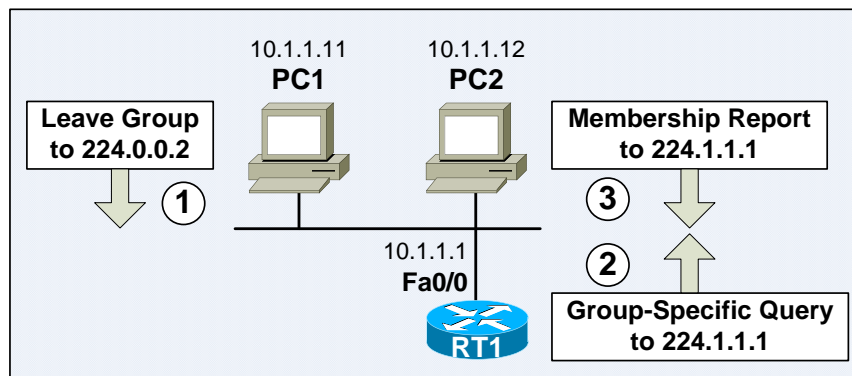 10.1.1.11
PC1
10.1.1.12
PC2
Leave Group
to 224.0.0.2
1
Membership Report
to 224.1.1.1
3
10.1.1.1
Fa0/0
RT1
2
Group-Specific Query
to 224.1.1.1